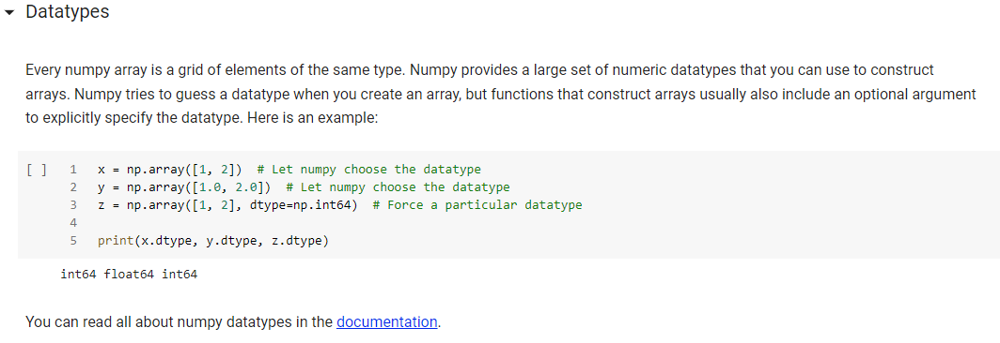 Datatypes
Every numpy array is a grid of elements of the same type. Numpy provides a large set of numeric datatypes that you can use to construct
arrays. Numpy tries to guess a datatype when you create an array, but functions that construct arrays usually also include an optional argument
to explicitly specify the datatype. Here is an example:
[ ] 1 x = np.array([1, 2])  # Let numpy choose the datatype
2 y = np.array([1.0, 2.0])  # Let numpy choose the datatype
3 z = np.array([1, 2], dtype=np.int64)  # Force a particular datatype
4
5 print(x.dtype, y.dtype, z.dtype)
int64 float64 int64
You can read all about numpy datatypes in the documentation.